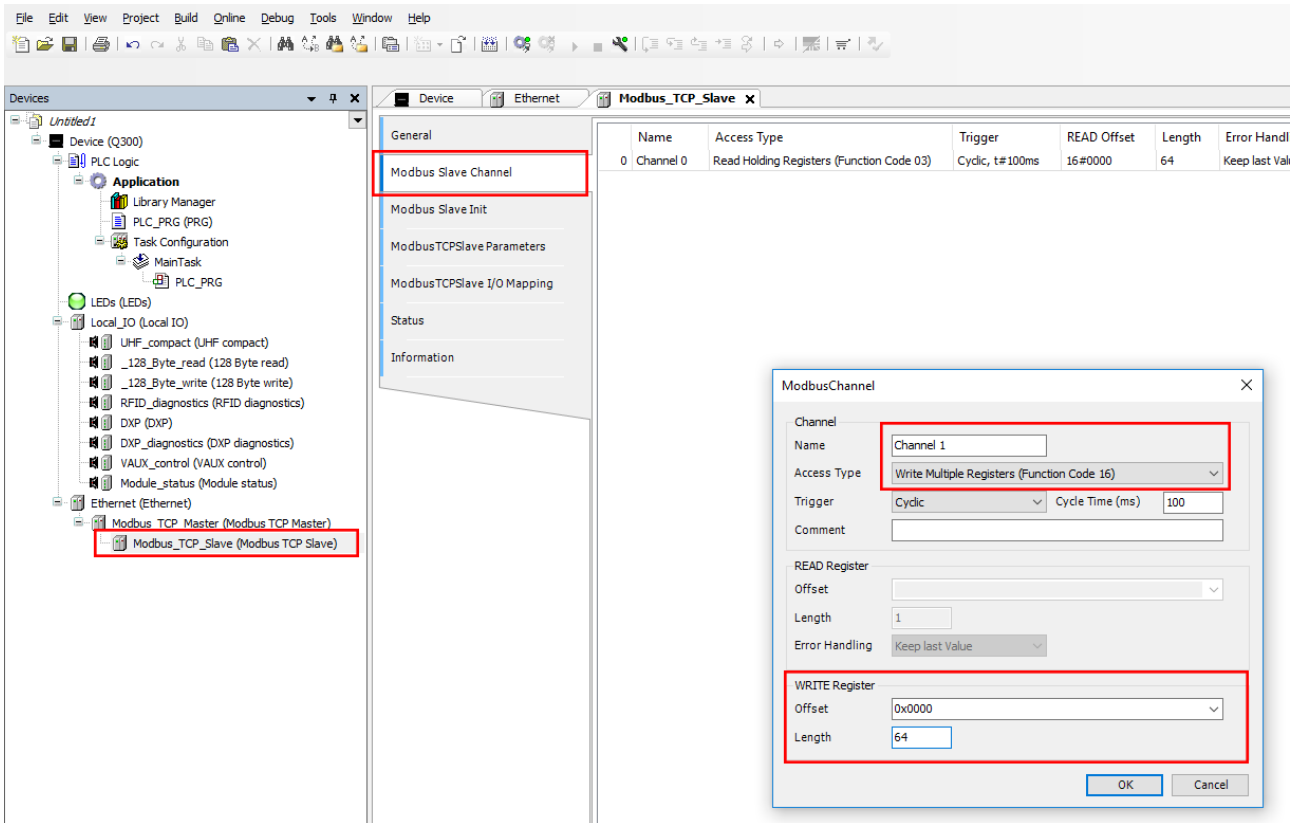 File Edit View Project Build Online Debug Tools Window Help
Devices
Untitled1
Device (Q300)
PLC Logic
Application
Library Manager
PLC_PRG (PRG)
Task Configuration
MainTask
PLC_PRG
LEDs (LEDs)
Local_IO (Local IO)
UHF_compact (UHF compact)
_128_Byte_read (128 Byte read)
_128_Byte_write (128 Byte write)
RFID_diagnostics (RFID diagnostics)
DXP (DXP)
DXP_diagnostics (DXP diagnostics)
VAUX_control (VAUX control)
Module_status (Module status)
Ethernet (Ethernet)
Modbus_TCP_Master (Modbus TCP Master)
Modbus_TCP_Slave (Modbus TCP Slave)
Device Ethernet Modbus_TCP_Slave
General
Modbus Slave Channel
Modbus Slave Init
ModbusTCPSlave Parameters
ModbusTCPSlave I/O Mapping
Status
Information
Name Access Type Trigger READ Offset Length Error Handl
0 Channel 0 Read Holding Registers (Function Code 03) Cyclic, t#100ms 16#0000 64 Keep last Val
ModbusChannel
Channel
Name Channel 1
Access Type Write Multiple Registers (Function Code 16)
Trigger Cyclic Cycle Time (ms) 100
Comment
READ Register
Offset
Length 1
Error Handling Keep last Value
WRITE Register
Offset 0x0000
Length 64
OK Cancel